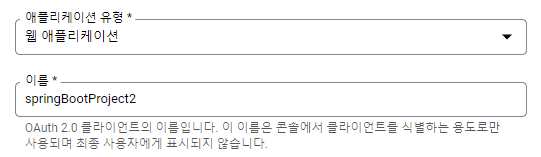 애플리케이션 유형 *
웹 애플리케이션
이름 *
springBootProject2
OAuth 2.0 클라이언트의 이름입니다. 이 이름은 콘솔에서 클라이언트를 식별하는 용도로만
사용되며 최종 사용자에게 표시되지 않습니다.